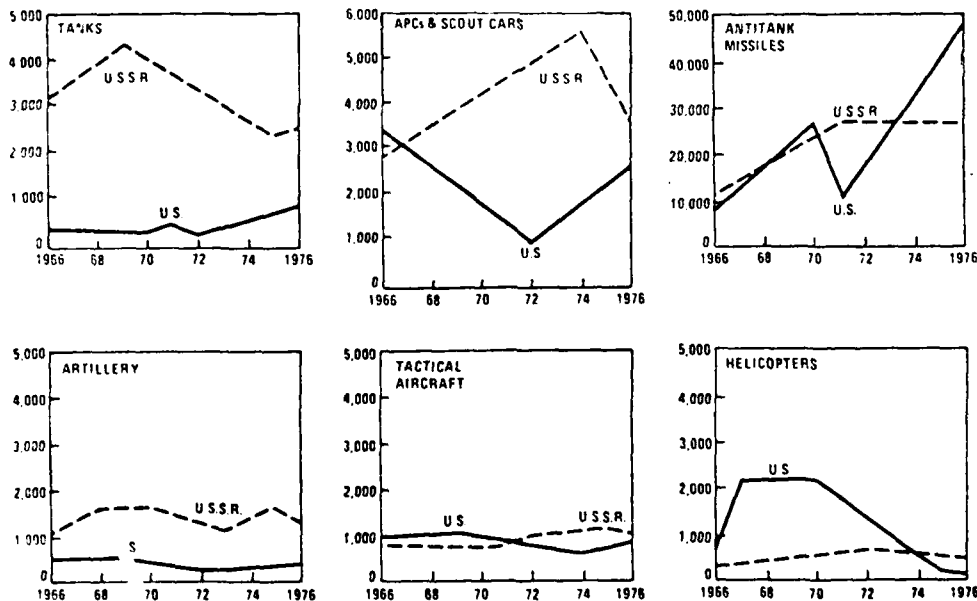 TANKS
5 000
4 000
3 000
2 000
1 000
0
USSR
U.S.
1966 68 70 72 74 1976
APCs & SCOUT CARS
6,000
5,000
4,000
3,000
2,000
1,000
0
USSR
U.S
1966 68 70 72 74 1976
ANTITANK
MISSILES
50,000
40,000
30,000
20,000
10,000
0
USSR
U.S.
1966 68 70 72 74 1976
ARTILLERY
5,000
4,000
3,000
2,000
1,000
0
U.S.S.R.
S
1966 68 70 72 74 1976
TACTICAL
AIRCRAFT
5,000
4,000
3,000
2,000
1,000
0
U.S.
U.S.S.R.
1966 68 70 72 74 1976
HELICOPTERS
5,000
4,000
3,000
2,000
1,000
0
U S
1966 68 70 72 74 1976